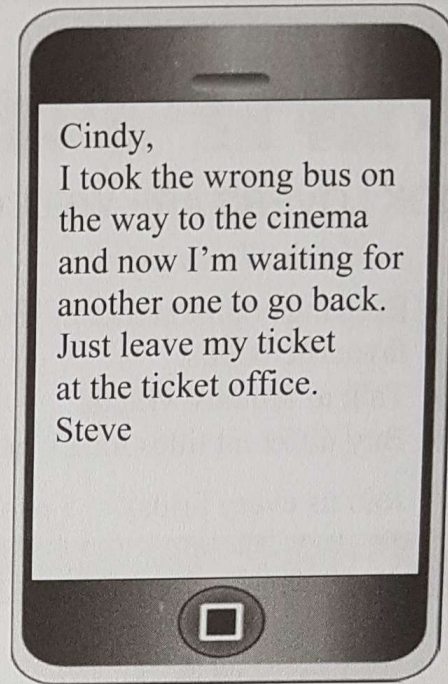 Cindy,
I took the wrong bus on
the way to the cinema
and now I'm waiting for
another one to go back.
Just leave my ticket
at the ticket office.
Steve